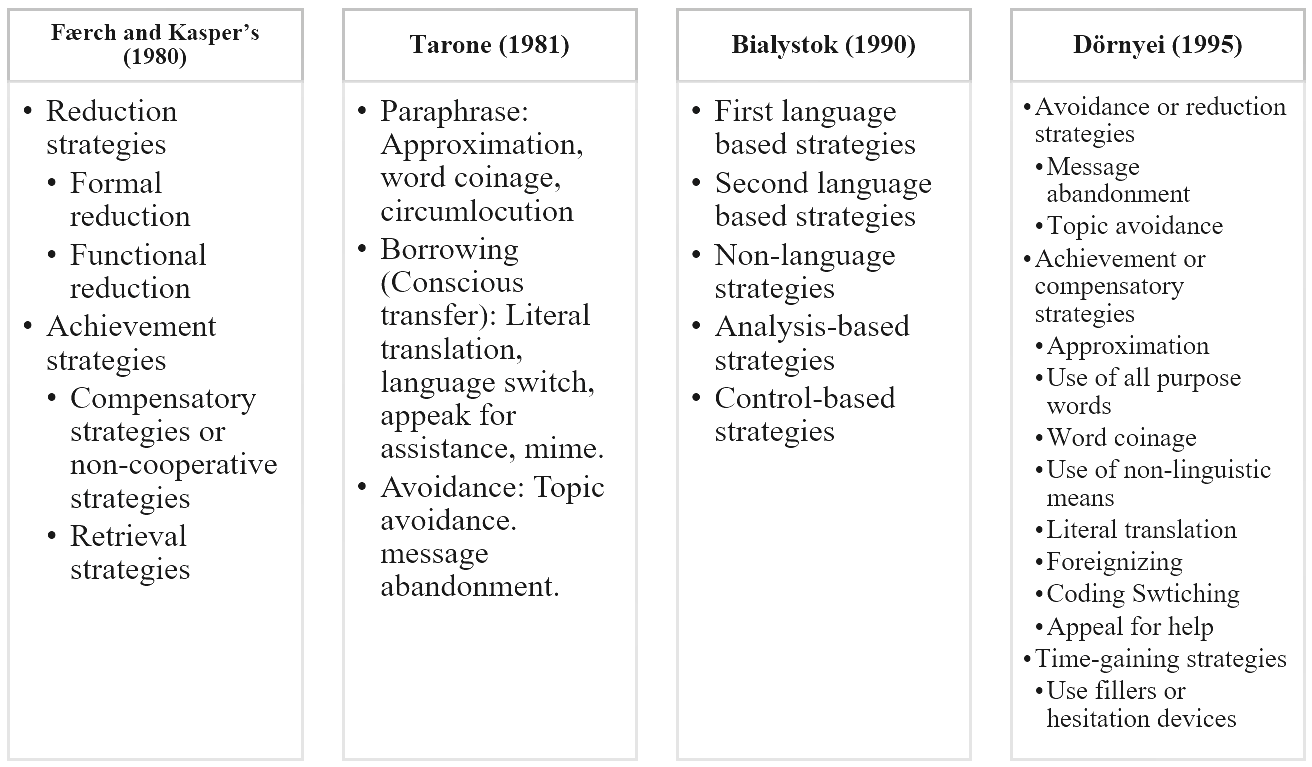 Færch and Kasper's
(1980)
• Reduction
strategies
• Formal
reduction
• Functional
reduction
• Achievement
strategies
• Compensatory
strategies or
non-cooperative
strategies
• Retrieval
strategies
Tarone (1981)
• Paraphrase:
Approximation,
word coinage,
circumlocution
• Borrowing
(Conscious
transfer): Literal
translation,
language switch,
appeak for
assistance, mime.
• Avoidance: Topic
avoidance.
message
abandonment.
Bialystok (1990)
• First language
based strategies
• Second language
based strategies
• Non-language
strategies
• Analysis-based
strategies
• Control-based
strategies
Dörnyei (1995)
• Avoidance or reduction
strategies
• Message
abandonment
• Topic avoidance
• Achievement or
compensatory
strategies
• Approximation
• Use of all purpose
words
• Word coinage
• Use of non-linguistic
means
• Literal translation
• Foreignizing
• Coding Swtiching
• Appeal for help
• Time-gaining strategies
• Use fillers or
hesitation devices